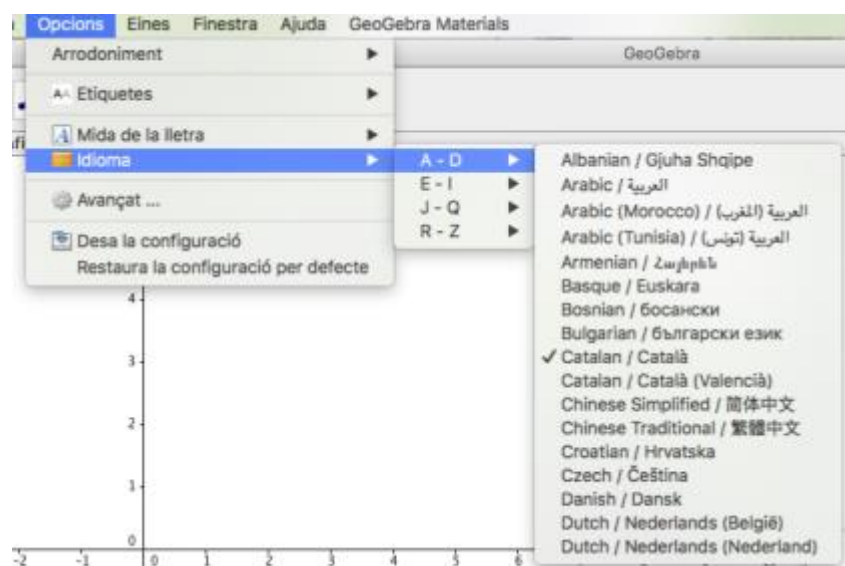 Opcions Eines Finestra Ajuda GeoGebra Materials
GeoGebra
Arrodoniment
AA Etiquetes
A Mida de la lletra
Idioma
Avançat ...
Desa la configuració
Restaura la configuració per defecte
A - D
E - I
J - Q
R - Z
Albanian / Gjuha Shqipe
Arabic / العربية
Arabic (Morocco) / العربية (المغرب)
Arabic (Tunisia) / العربية (تونس)
Armenian / Հայերեն
Basque / Euskara
Bosnian / босански
Bulgarian / български език
✓ Catalan / Català
Catalan / Català (Valencià)
Chinese Simplified / 简体中文
Chinese Traditional / 繁體中文
Croatian / Hrvatska
Czech / Čeština
Danish / Dansk
Dutch / Nederlands (België)
Dutch / Nederlands (Nederland)
4
3
2
1
0
-2 -1 0 1 2 3 4 5 6